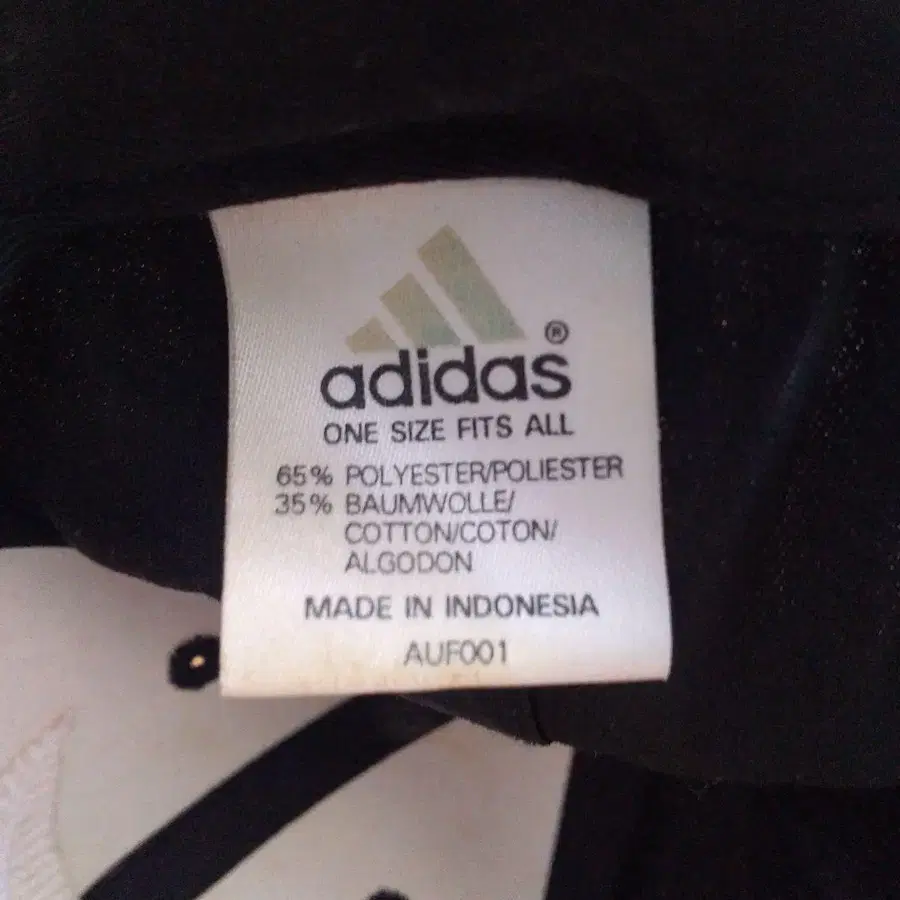 ®
adidas
ONE SIZE FITS ALL
65% POLYESTER/POLIESTER
35% BAUMWOLLE/
COTTON/COTON/
ALGODON
MADE IN INDONESIA
AUF001